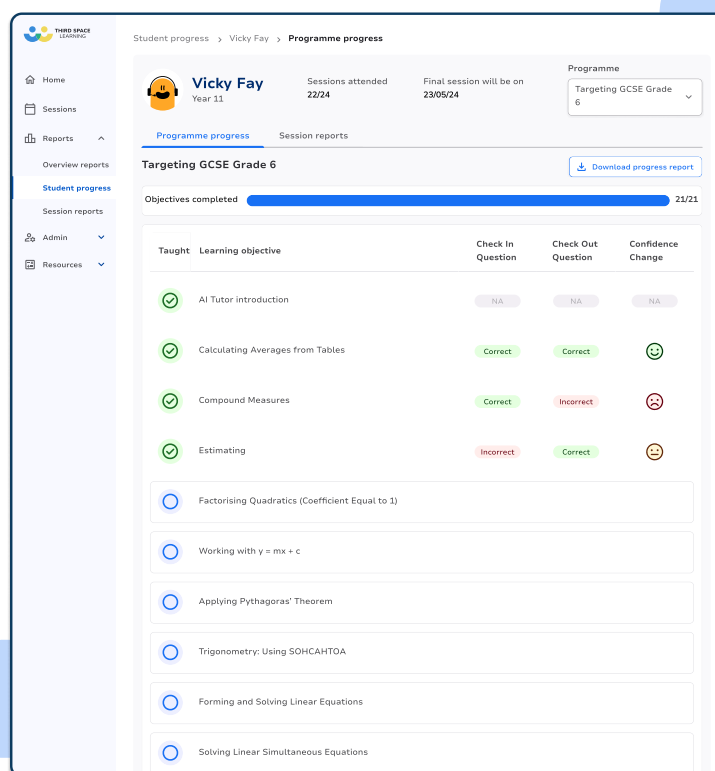 THIRD SPACE
LEARNING
Home
Sessions
Reports
Overview reports
Student progress
Session reports
Admin
Resources
Student progress > Vicky Fay > Programme progress
Vicky Fay
Year 11
Sessions attended
22/24
Final session will be on
23/05/24
Programme
Targeting GCSE Grade
6
Programme progress
Session reports
Targeting GCSE Grade 6
Download progress report
Objectives completed 21/21
Taught Learning objective Check In Question Check Out Question Confidence Change
AI Tutor introduction NA NA NA
Calculating Averages from Tables Correct Correct
Compound Measures Correct Incorrect
Estimating Incorrect Correct
Factorising Quadratics (Coefficient Equal to 1)
Working with y = mx + c
Applying Pythagoras' Theorem
Trigonometry: Using SOHCAHTOA
Forming and Solving Linear Equations
Solving Linear Simultaneous Equations